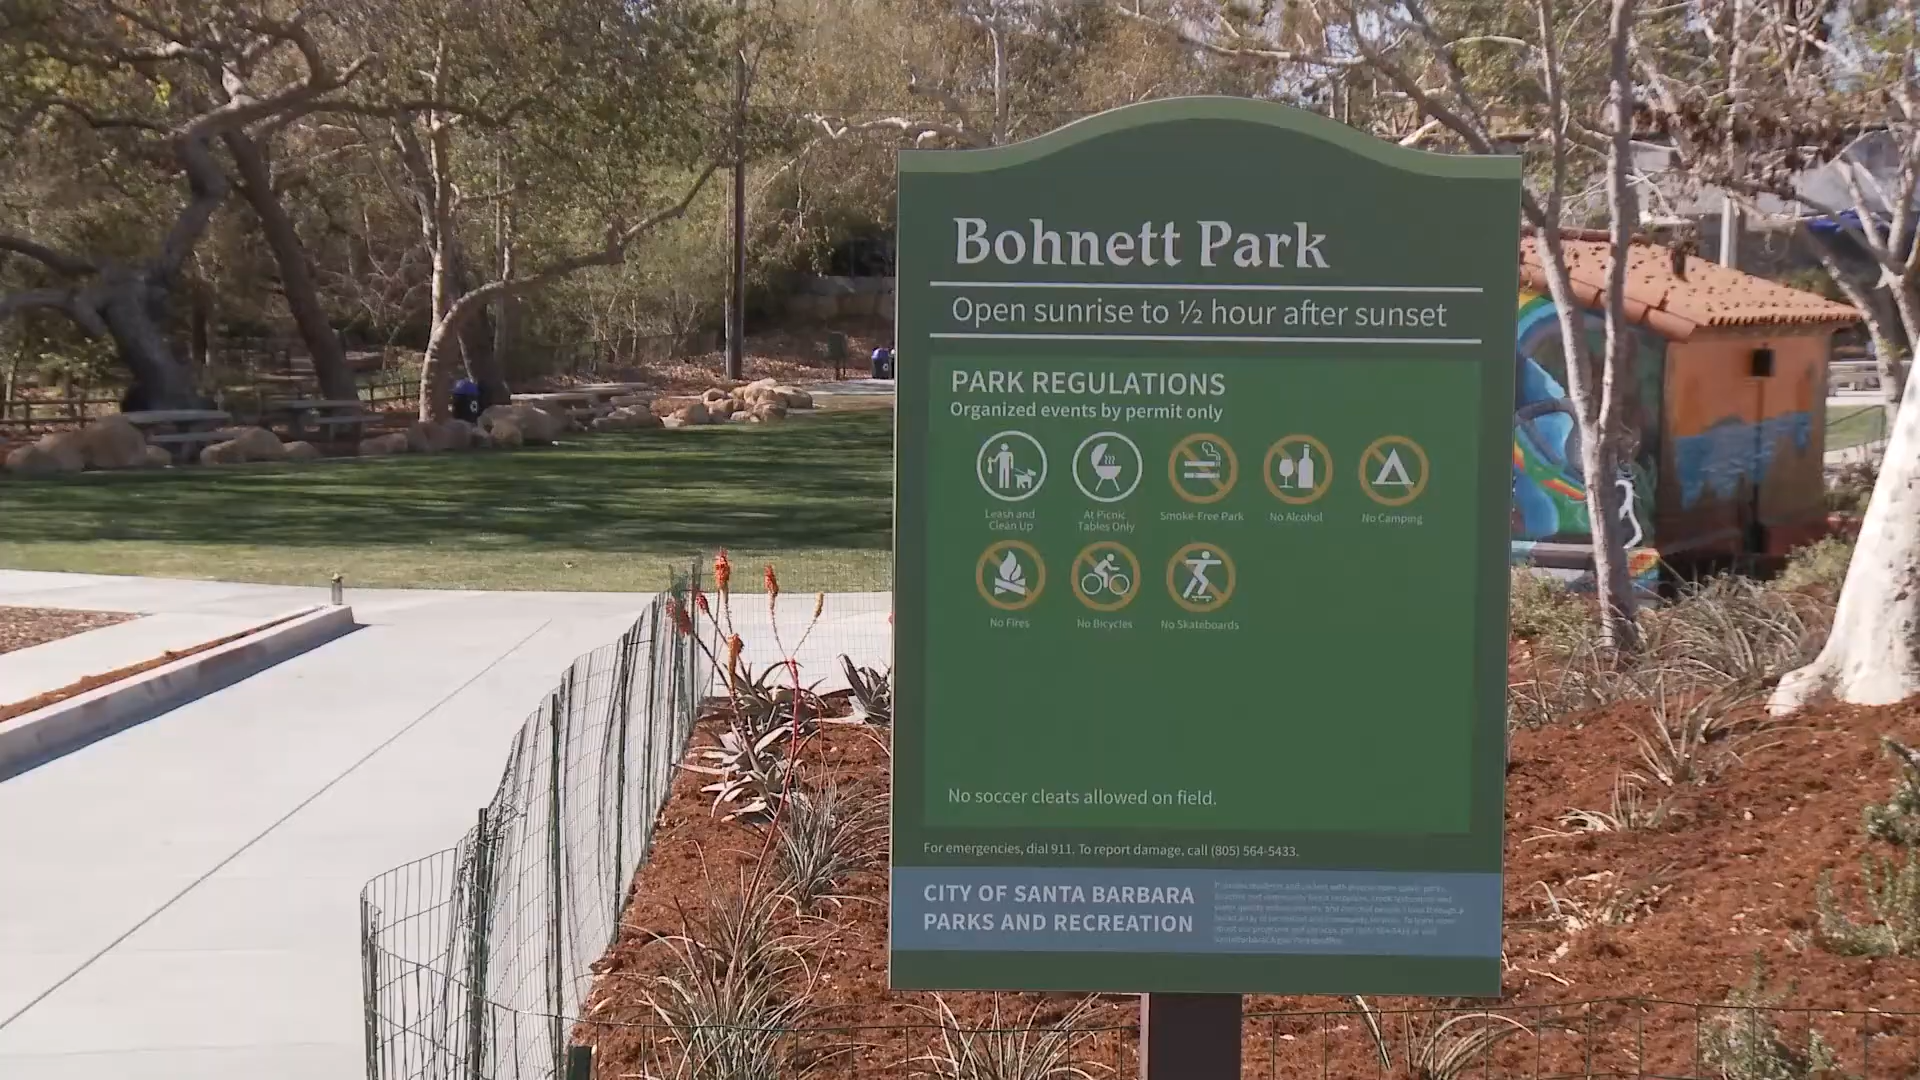 Bohnett Park
Open sunrise to ½ hour after sunset
PARK REGULATIONS
Organized events by permit only
Leash and
Clean Up
At Picnic
Tables Only
Smoke-Free Park
No Alcohol
No Camping
No Fires
No Bicycles
No Skateboards
No soccer cleats allowed on field.
For emergencies, dial 911. To report damage, call (805) 564-5433.
CITY OF SANTA BARBARA
PARKS AND RECREATION